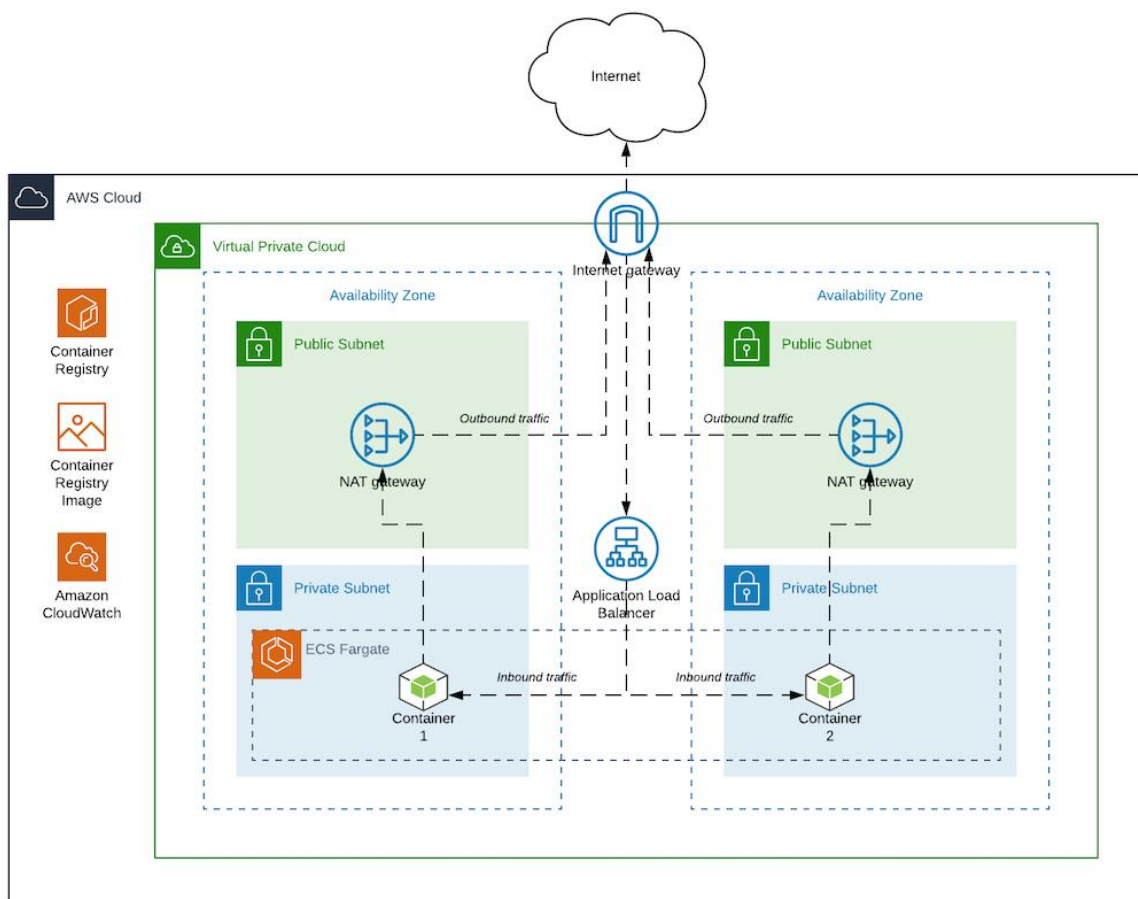 Internet
AWS Cloud
Virtual Private Cloud
Internet gateway
Availability Zone
Availability Zone
Container
Registry
Public Subnet
Public Subnet
Outbound traffic
Outbound traffic
Container
Registry
Image
NAT gateway
NAT gateway
Amazon
CloudWatch
Private Subnet
Application Load
Balancer
Private Subnet
ECS Fargate
Inbound traffic
Inbound traffic
Container
1
Container
2